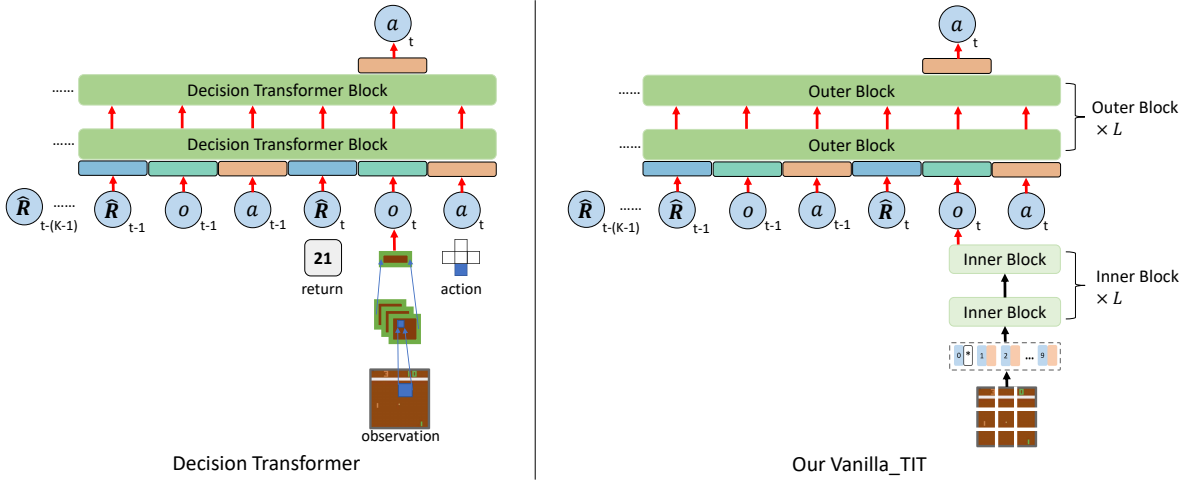 a t
...... Decision Transformer Block
...... Decision Transformer Block
R̂ t-(K-1) ...... R̂ t-1 o t-1 a t-1 R̂ t o t a t
21
return
action
observation
Decision Transformer
a t
...... Outer Block
Outer Block × L
...... Outer Block
R̂ t-(K-1) ...... R̂ t-1 o t-1 a t-1 R̂ t o t a t
Inner Block
Inner Block × L
Inner Block
0 * 1 2 ... 9
Our Vanilla_TIT